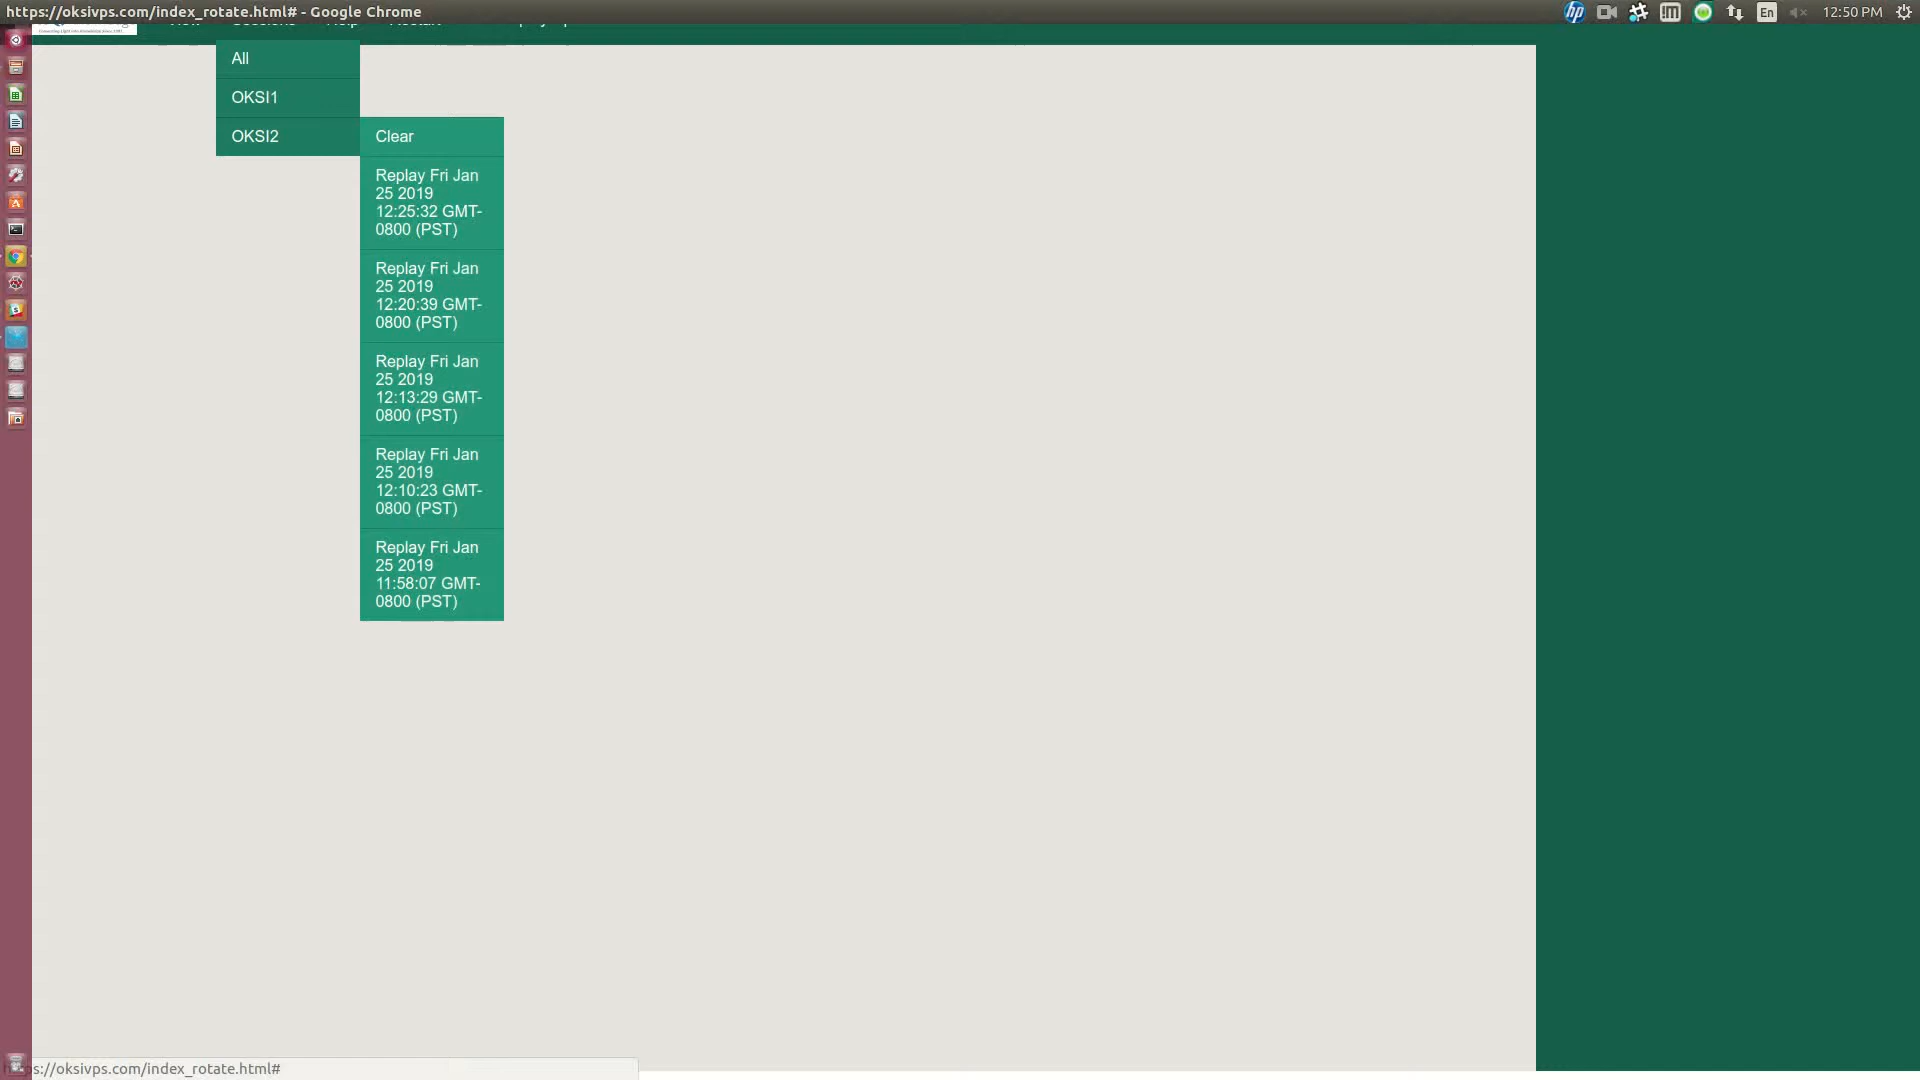 https://oksivps.com/index_rotate.html# - Google Chrome
En
12:50 PM
All
OKSI1
OKSI2
Clear
Replay Fri Jan
25 2019
12:25:32 GMT-
0800 (PST)
Replay Fri Jan
25 2019
12:20:39 GMT-
0800 (PST)
Replay Fri Jan
25 2019
12:13:29 GMT-
0800 (PST)
Replay Fri Jan
25 2019
12:10:23 GMT-
0800 (PST)
Replay Fri Jan
25 2019
11:58:07 GMT-
0800 (PST)
s://oksivps.com/index_rotate.html#